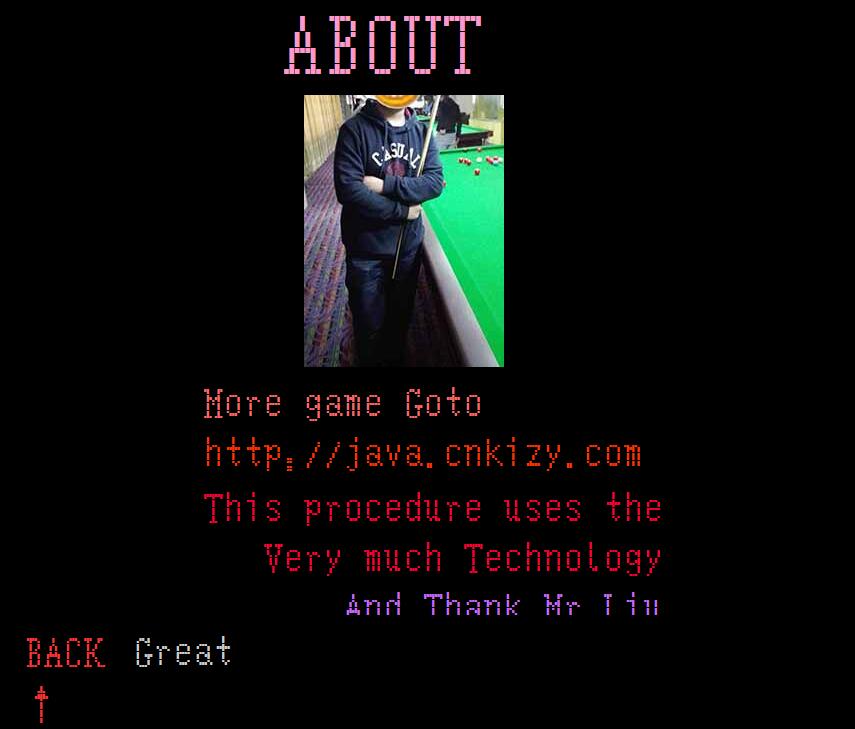 ABOUT
CASUAL
More game Goto
http://java.cnkizy.com
This procedure uses the
Very much Technology
And Thank Mr Liu
BACK Great